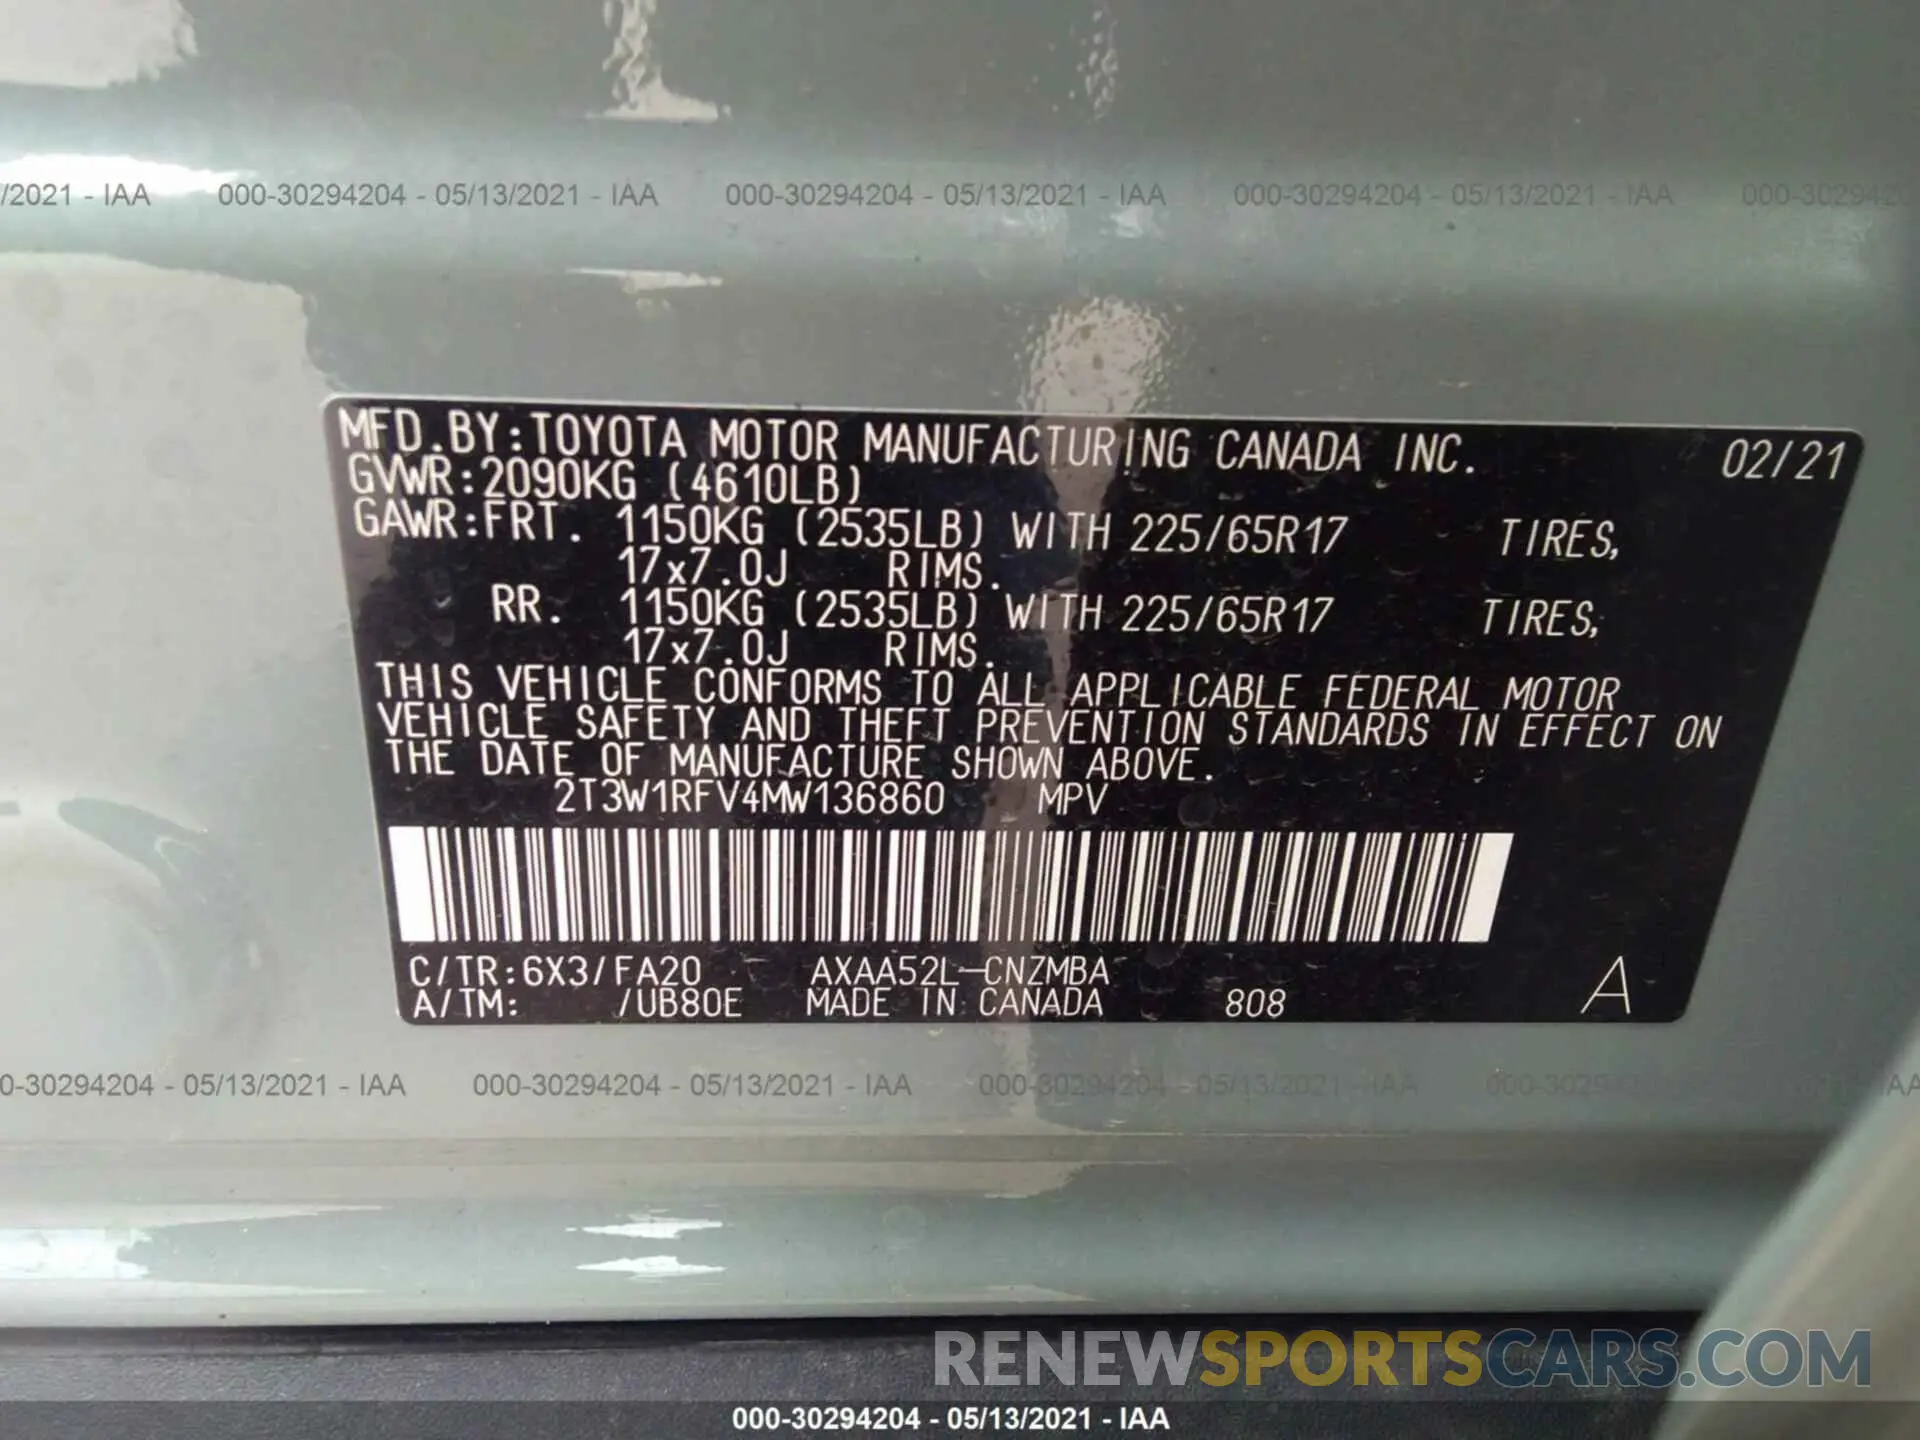 /2021 - IAA 000-30294204 - 05/13/2021 - IAA 000-30294204 - 05/13/2021 - IAA 000-30294204 - 05/13/2021 - IAA 000-3029420
MFD.BY:TOYOTA MOTOR MANUFACTURING CANADA INC. 02/21
GVWR:2090KG (4610LB)
GAWR:FRT. 1150KG (2535LB) WITH 225/65R17 TIRES,
17x7.0J RIMS.
RR. 1150KG (2535LB) WITH 225/65R17 TIRES,
17x7.0J RIMS.
THIS VEHICLE CONFORMS TO ALL APPLICABLE FEDERAL MOTOR
VEHICLE SAFETY AND THEFT PREVENTION STANDARDS IN EFFECT ON
THE DATE OF MANUFACTURE SHOWN ABOVE.
2T3W1RFV4MW136860 MPV
C/TR:6X3/FA20 AXAA52L-CNZMBA A
A/TM: /UB80E MADE IN CANADA 808
0-30294204 - 05/13/2021 - IAA 000-30294204 - 05/13/2021 - IAA 000-30294204 - 05/13/2021 - IAA
RENEWSPORTSCARS.COM
000-30294204 - 05/13/2021 - IAA